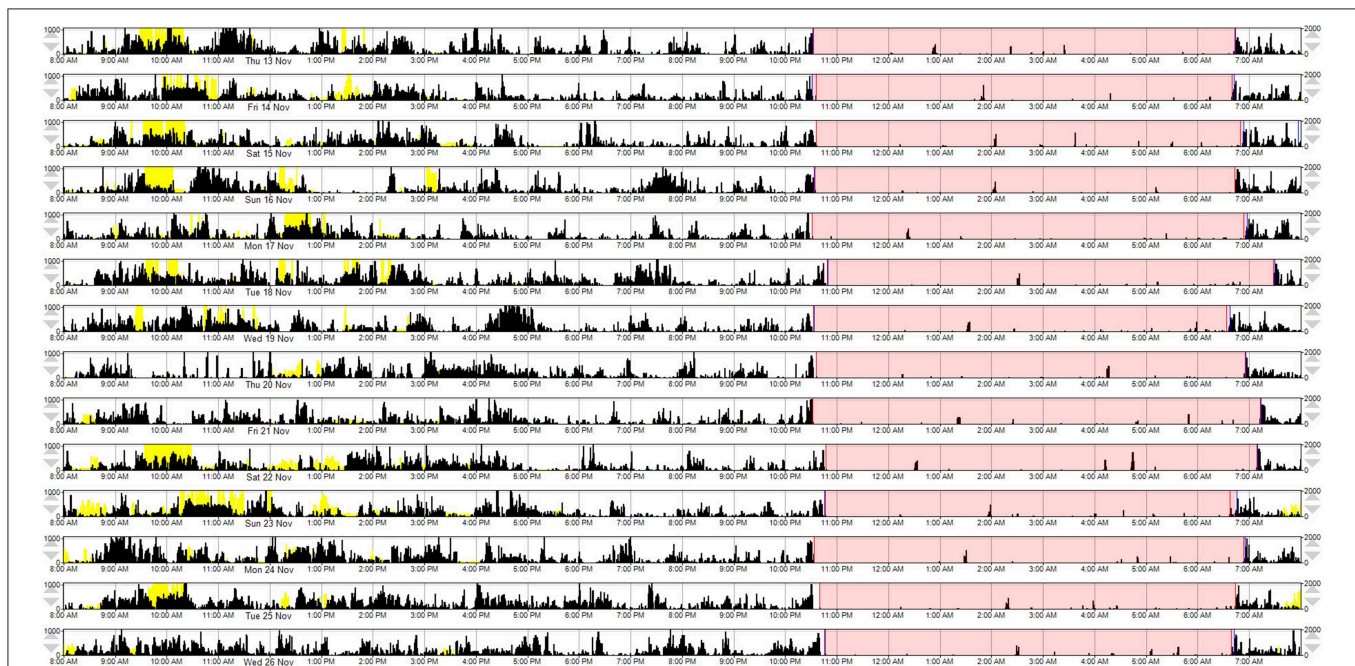 1000 2000
0 0
8:00 AM 9:00 AM 10:00 AM 11:00 AM Thu 13 Nov 1:00 PM 2:00 PM 3:00 PM 4:00 PM 5:00 PM 6:00 PM 7:00 PM 8:00 PM 9:00 PM 10:00 PM 11:00 PM 12:00 AM 1:00 AM 2:00 AM 3:00 AM 4:00 AM 5:00 AM 6:00 AM 7:00 AM
1000 2000
0 0
8:00 AM 9:00 AM 10:00 AM 11:00 AM Fri 14 Nov 1:00 PM 2:00 PM 3:00 PM 4:00 PM 5:00 PM 6:00 PM 7:00 PM 8:00 PM 9:00 PM 10:00 PM 11:00 PM 12:00 AM 1:00 AM 2:00 AM 3:00 AM 4:00 AM 5:00 AM 6:00 AM 7:00 AM
1000 2000
0 0
8:00 AM 9:00 AM 10:00 AM 11:00 AM Sat 15 Nov 1:00 PM 2:00 PM 3:00 PM 4:00 PM 5:00 PM 6:00 PM 7:00 PM 8:00 PM 9:00 PM 10:00 PM 11:00 PM 12:00 AM 1:00 AM 2:00 AM 3:00 AM 4:00 AM 5:00 AM 6:00 AM 7:00 AM
1000 2000
0 0
8:00 AM 9:00 AM 10:00 AM 11:00 AM Sun 16 Nov 1:00 PM 2:00 PM 3:00 PM 4:00 PM 5:00 PM 6:00 PM 7:00 PM 8:00 PM 9:00 PM 10:00 PM 11:00 PM 12:00 AM 1:00 AM 2:00 AM 3:00 AM 4:00 AM 5:00 AM 6:00 AM 7:00 AM
1000 2000
0 0
8:00 AM 9:00 AM 10:00 AM 11:00 AM Mon 17 Nov 1:00 PM 2:00 PM 3:00 PM 4:00 PM 5:00 PM 6:00 PM 7:00 PM 8:00 PM 9:00 PM 10:00 PM 11:00 PM 12:00 AM 1:00 AM 2:00 AM 3:00 AM 4:00 AM 5:00 AM 6:00 AM 7:00 AM
1000 2000
0 0
8:00 AM 9:00 AM 10:00 AM 11:00 AM Tue 18 Nov 1:00 PM 2:00 PM 3:00 PM 4:00 PM 5:00 PM 6:00 PM 7:00 PM 8:00 PM 9:00 PM 10:00 PM 11:00 PM 12:00 AM 1:00 AM 2:00 AM 3:00 AM 4:00 AM 5:00 AM 6:00 AM 7:00 AM
1000 2000
0 0
8:00 AM 9:00 AM 10:00 AM 11:00 AM Wed 19 Nov 1:00 PM 2:00 PM 3:00 PM 4:00 PM 5:00 PM 6:00 PM 7:00 PM 8:00 PM 9:00 PM 10:00 PM 11:00 PM 12:00 AM 1:00 AM 2:00 AM 3:00 AM 4:00 AM 5:00 AM 6:00 AM 7:00 AM
1000 2000
0 0
8:00 AM 9:00 AM 10:00 AM 11:00 AM Thu 20 Nov 1:00 PM 2:00 PM 3:00 PM 4:00 PM 5:00 PM 6:00 PM 7:00 PM 8:00 PM 9:00 PM 10:00 PM 11:00 PM 12:00 AM 1:00 AM 2:00 AM 3:00 AM 4:00 AM 5:00 AM 6:00 AM 7:00 AM
1000 2000
0 0
8:00 AM 9:00 AM 10:00 AM 11:00 AM Fri 21 Nov 1:00 PM 2:00 PM 3:00 PM 4:00 PM 5:00 PM 6:00 PM 7:00 PM 8:00 PM 9:00 PM 10:00 PM 11:00 PM 12:00 AM 1:00 AM 2:00 AM 3:00 AM 4:00 AM 5:00 AM 6:00 AM 7:00 AM
1000 2000
0 0
8:00 AM 9:00 AM 10:00 AM 11:00 AM Sat 22 Nov 1:00 PM 2:00 PM 3:00 PM 4:00 PM 5:00 PM 6:00 PM 7:00 PM 8:00 PM 9:00 PM 10:00 PM 11:00 PM 12:00 AM 1:00 AM 2:00 AM 3:00 AM 4:00 AM 5:00 AM 6:00 AM 7:00 AM
1000 2000
0 0
8:00 AM 9:00 AM 10:00 AM 11:00 AM Sun 23 Nov 1:00 PM 2:00 PM 3:00 PM 4:00 PM 5:00 PM 6:00 PM 7:00 PM 8:00 PM 9:00 PM 10:00 PM 11:00 PM 12:00 AM 1:00 AM 2:00 AM 3:00 AM 4:00 AM 5:00 AM 6:00 AM 7:00 AM
1000 2000
0 0
8:00 AM 9:00 AM 10:00 AM 11:00 AM Mon 24 Nov 1:00 PM 2:00 PM 3:00 PM 4:00 PM 5:00 PM 6:00 PM 7:00 PM 8:00 PM 9:00 PM 10:00 PM 11:00 PM 12:00 AM 1:00 AM 2:00 AM 3:00 AM 4:00 AM 5:00 AM 6:00 AM 7:00 AM
1000 2000
0 0
8:00 AM 9:00 AM 10:00 AM 11:00 AM Tue 25 Nov 1:00 PM 2:00 PM 3:00 PM 4:00 PM 5:00 PM 6:00 PM 7:00 PM 8:00 PM 9:00 PM 10:00 PM 11:00 PM 12:00 AM 1:00 AM 2:00 AM 3:00 AM 4:00 AM 5:00 AM 6:00 AM 7:00 AM
1000 2000
0 0
8:00 AM 9:00 AM 10:00 AM 11:00 AM Wed 26 Nov 1:00 PM 2:00 PM 3:00 PM 4:00 PM 5:00 PM 6:00 PM 7:00 PM 8:00 PM 9:00 PM 10:00 PM 11:00 PM 12:00 AM 1:00 AM 2:00 AM 3:00 AM 4:00 AM 5:00 AM 6:00 AM 7:00 AM